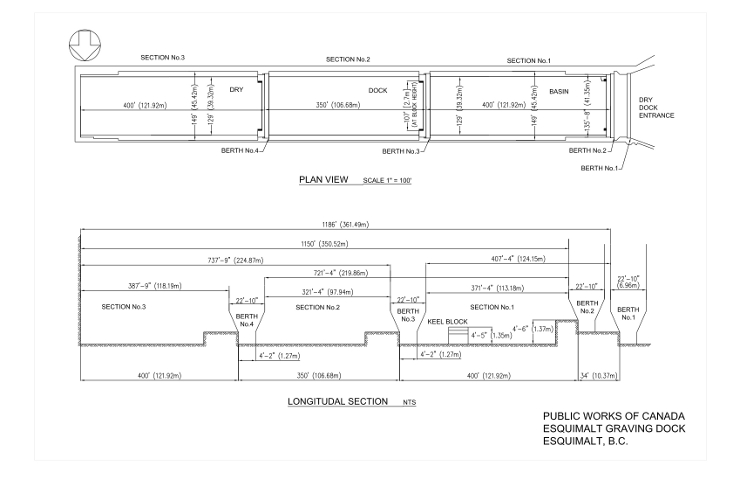 SECTION No.3
SECTION No.2
SECTION No.1
DRY
DOCK
BASIN
400' (121.92m)
149' (45.42m)
129' (39.32m)
350' (106.68m)
100' (2.7m)
(AT BLOCK HEIGHT)
129' (39.32m)
400' (121.92m)
149' (45.42m)
135'-8" (41.35m)
DRY
DOCK
ENTRANCE
BERTH No.4
BERTH No.3
BERTH No.2
BERTH No.1
PLAN VIEW SCALE 1" = 100'
1186' (361.49m)
1150' (350.52m)
737'-9" (224.87m)
407'-4" (124.15m)
721'-4" (219.86m)
387'-9" (118.19m)
321'-4" (97.94m)
371'-4" (113.18m)
22'-10"
22'-10"
22'-10"
22'-10"
(6.96m)
SECTION No.3
BERTH
No.4
SECTION No.2
BERTH
No.3
SECTION No.1
BERTH
No.2
BERTH
No.1
KEEL BLOCK
4'-5" (1.35m)
4'-6" (1.37m)
4'-2" (1.27m)
4'-2" (1.27m)
400' (121.92m)
350' (106.68m)
400' (121.92m)
34' (10.37m)
LONGITUDAL SECTION NTS
PUBLIC WORKS OF CANADA
ESQUIMALT GRAVING DOCK
ESQUIMALT, B.C.